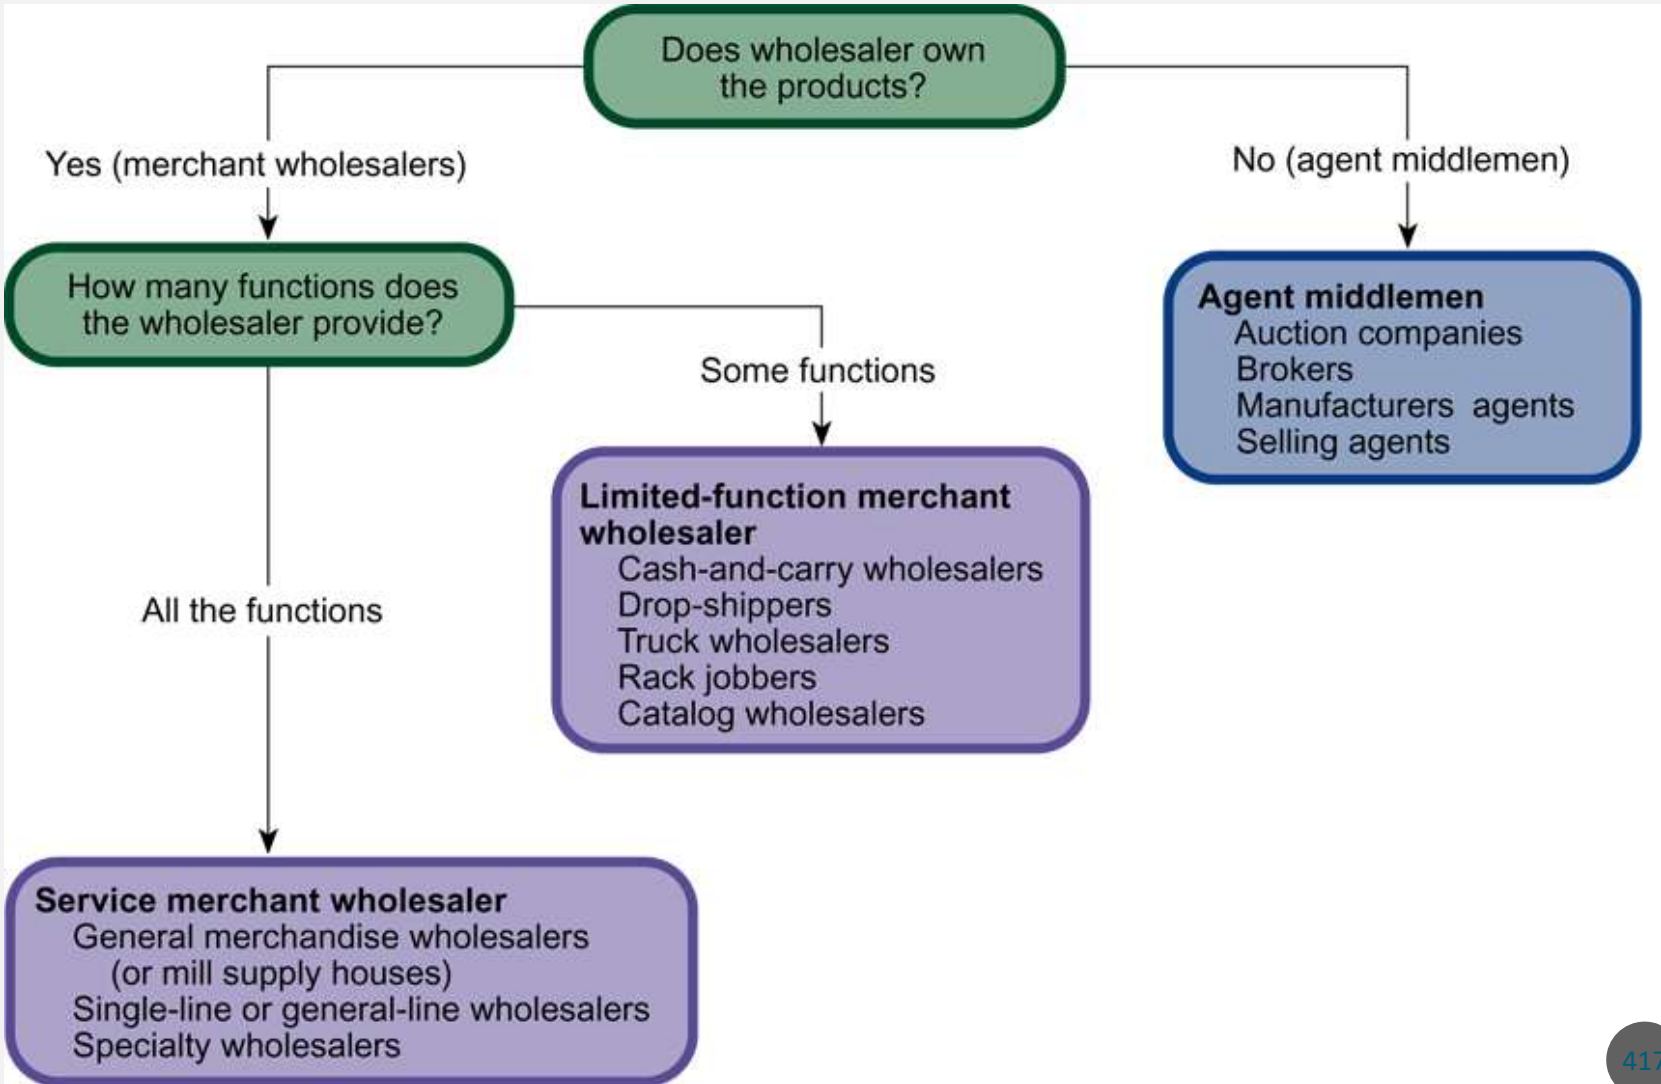 Does wholesaler own
the products?
Yes (merchant wholesalers)
No (agent middlemen)
How many functions does
the wholesaler provide?
Agent middlemen
Auction companies
Brokers
Manufacturers agents
Selling agents
Some functions
Limited-function merchant
wholesaler
Cash-and-carry wholesalers
Drop-shippers
Truck wholesalers
Rack jobbers
Catalog wholesalers
All the functions
Service merchant wholesaler
General merchandise wholesalers
(or mill supply houses)
Single-line or general-line wholesalers
Specialty wholesalers
417